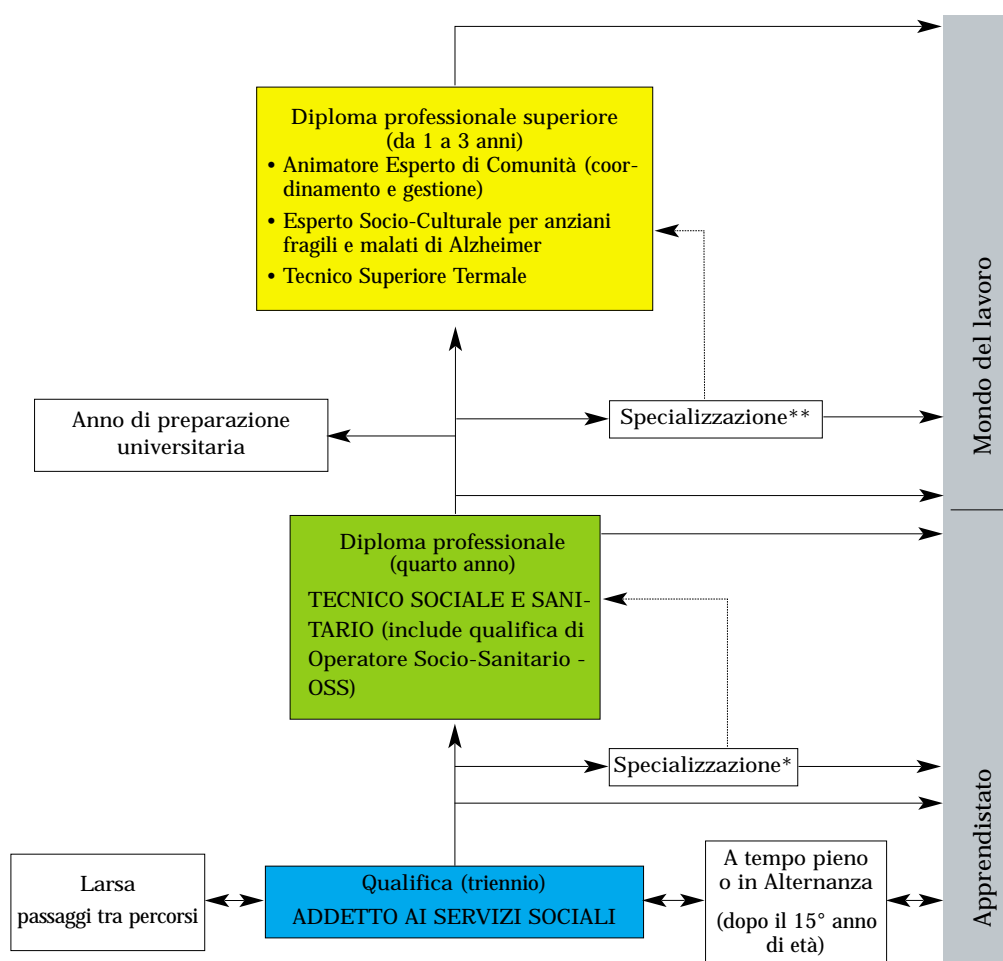 Diploma professionale superiore
(da 1 a 3 anni)
• Animatore Esperto di Comunità (coor-
dinamento e gestione)
• Esperto Socio-Culturale per anziani
fragili e malati di Alzheimer
• Tecnico Superiore Termale
Mondo del lavoro
Anno di preparazione
universitaria
Specializzazione**
Diploma professionale
(quarto anno)
TECNICO SOCIALE E SANI-
TARIO (include qualifica di
Operatore Socio-Sanitario -
OSS)
Specializzazione*
Apprendistato
Larsa
passaggi tra percorsi
Qualifica (triennio)
ADDETTO AI SERVIZI SOCIALI
A tempo pieno
o in Alternanza
(dopo il 15° anno
di età)